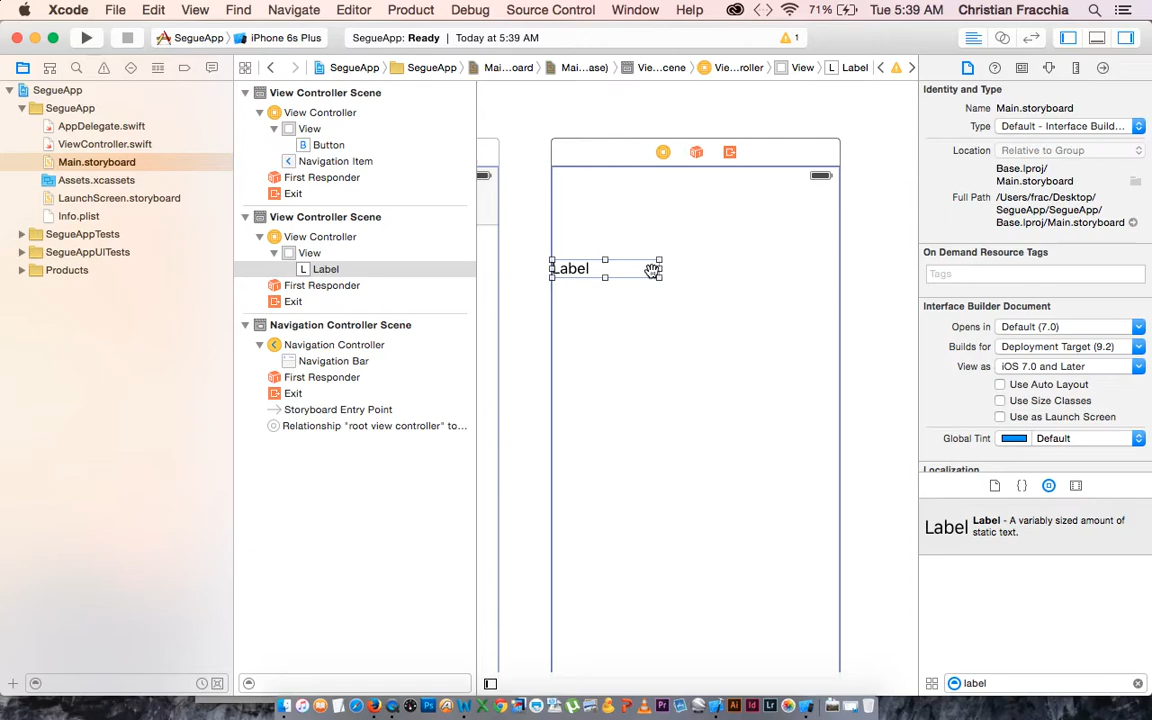 Xcode File Edit View Find Navigate Editor Product Debug Source Control Window Help 71% Tue 5:39 AM Christian Fracchia
SegueApp iPhone 6s Plus SegueApp: Ready Today at 5:39 AM 1
SegueApp SegueApp Mai...oard Mai...ase) Vie...cene Vie...roller View L Label
SegueApp
SegueApp
AppDelegate.swift
ViewController.swift
Main.storyboard
Assets.xcassets
LaunchScreen.storyboard
Info.plist
SegueAppTests
SegueAppUITests
Products
View Controller Scene
View Controller
View
B Button
Navigation Item
First Responder
Exit
View Controller Scene
View Controller
View
L Label
First Responder
Exit
Navigation Controller Scene
Navigation Controller
Navigation Bar
First Responder
Exit
Storyboard Entry Point
Relationship "root view controller" to...
Label
Identity and Type
Name Main.storyboard
Type Default - Interface Build...
Location Relative to Group
Base.lproj/
Main.storyboard
Full Path /Users/frac/Desktop/
SegueApp/SegueApp/
Base.lproj/Main.storyboard
On Demand Resource Tags
Tags
Interface Builder Document
Opens in Default (7.0)
Builds for Deployment Target (9.2)
View as iOS 7.0 and Later
Use Auto Layout
Use Size Classes
Use as Launch Screen
Global Tint Default
Localization
{ }
Label Label - A variably sized amount of
static text.
label
Ps
Pr Ai Id Lr